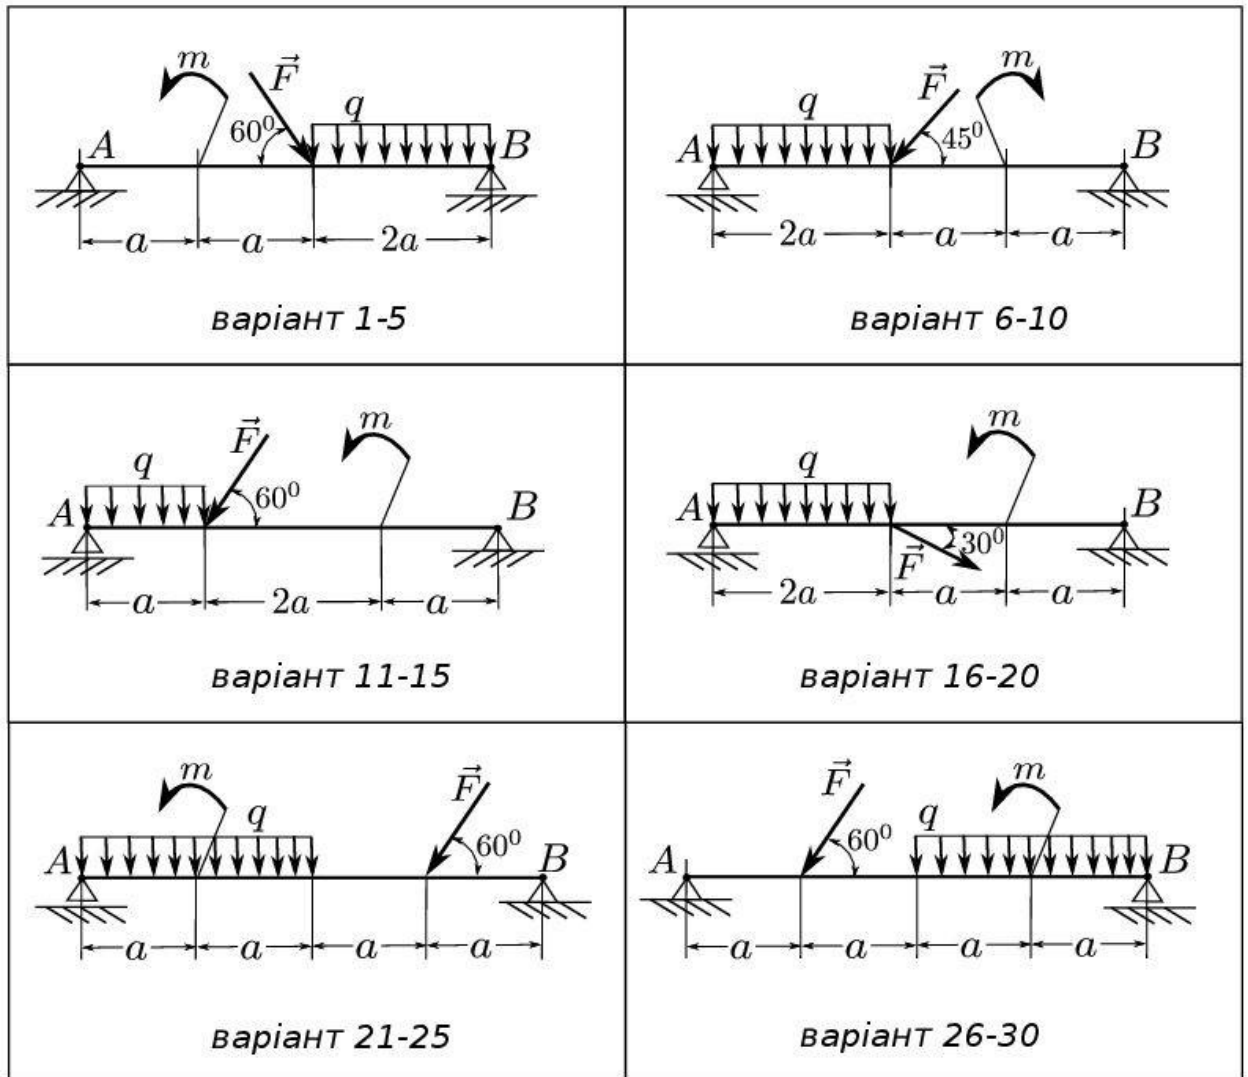 m F⃗ q
60⁰
A B
a a 2a
варіант 1-5
q F⃗ m
45⁰
A B
2a a a
варіант 6-10
q F⃗ m
60⁰
A B
a 2a a
варіант 11-15
q m
A B
F⃗ 30⁰
2a a a
варіант 16-20
m q F⃗
60⁰
A B
a a a a
варіант 21-25
F⃗ q m
60⁰
A B
a a a a
варіант 26-30